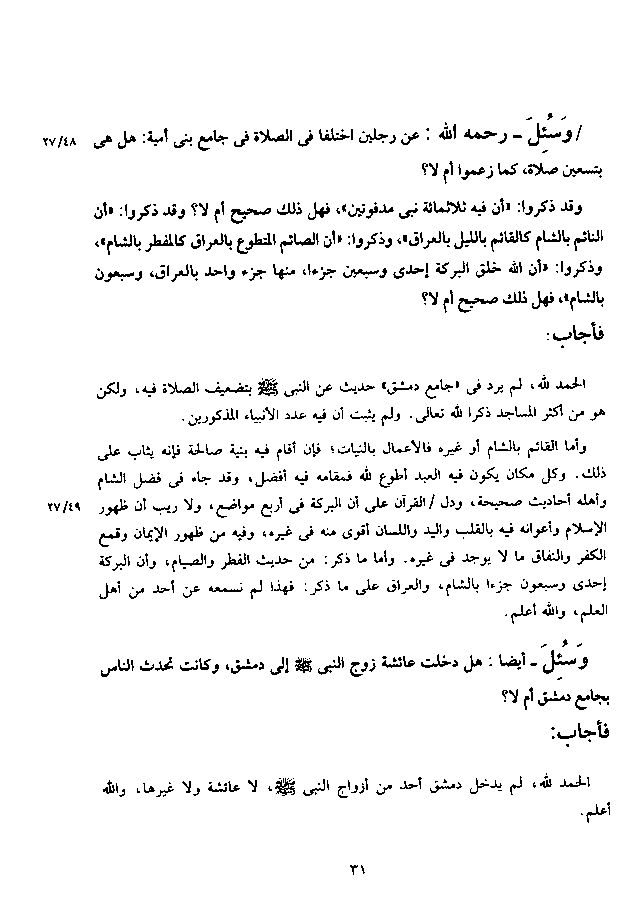 / وَسُئِلَ ـ رحمه الله : عن رجلين اختلفا فى الصلاة فى جامع بنى أمية: هل هى ٢٧/٤٨
بتسعين صلاة، كما زعموا أم لا؟
وقد ذكروا: «أن فيه ثلاثمائة نبى مدفونين»، فهل ذلك صحيح أم لا؟ وقد ذكروا: «أن
النائم بالشام كالقائم بالليل بالعراق»، وذكروا: «أن الصائم المتطوع بالعراق كالمفطر بالشام»،
وذكروا: «أن الله خلق البركة إحدى وسبعين جزءا، منها جزء واحد بالعراق، وسبعون
بالشام»، فهل ذلك صحيح أم لا؟
فأجاب:
الحمد لله، لم يرد فى «جامع دمشق» حديث عن النبى ﷺ بتضعيف الصلاة فيه، ولكن
هو من أكثر المساجد ذكرا لله تعالى. ولم يثبت أن فيه عدد الأنبياء المذكورين.
وأما القائم بالشام أو غيره فالأعمال بالنيات؛ فإن أقام فيه بنية صالحة فإنه يثاب على
ذلك. وكل مكان يكون فيه العبد أطوع لله فمقامه فيه أفضل، وقد جاء فى فضل الشام
وأهله أحاديث صحيحة، ودل / القرآن على أن البركة فى أربع مواضع، ولا ريب أن ظهور ٢٧/٤٩
الإسلام وأعوانه فيه بالقلب واليد واللسان أقوى منه فى غيره، وفيه من ظهور الإيمان وقمع
الكفر والنفاق ما لا يوجد فى غيره. وأما ما ذكر: من حديث الفطر والصيام، وأن البركة
إحدى وسبعون جزءا بالشام، والعراق على ما ذكر: فهذا لم نسمعه عن أحد من أهل
العلم، والله أعلم.
وَسُئِلَ ـ أيضا : هل دخلت عائشة زوج النبى ﷺ إلى دمشق، وكانت تحدث الناس
بجامع دمشق أم لا؟
فأجاب:
الحمد لله، لم يدخل دمشق أحد من أزواج النبى ﷺ، لا عائشة ولا غيرها، والله
أعلم.
٣١